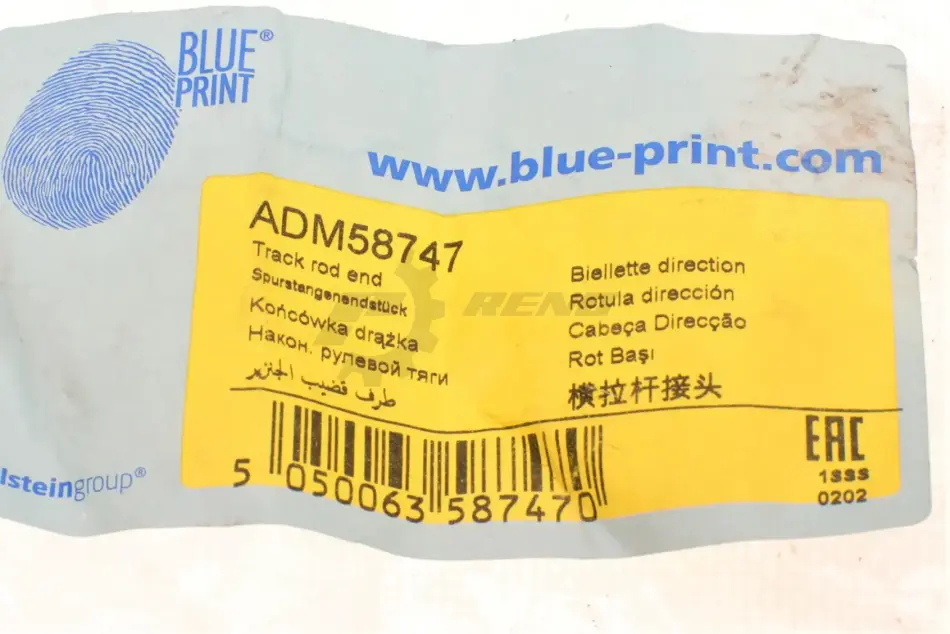 BLUE®
PRINT
www.blue-print.com
ADM58747
Track rod end
Spurstangenendstück
Końcówka drążka
Након. рулевой тяги
طرف قضيب الجنزير
Biellette direction
Rotula dirección
Cabeça Direcção
Rot Başı
横拉杆接头
EAC
1SSS
0202
5 050063 587470
lsteingroup®